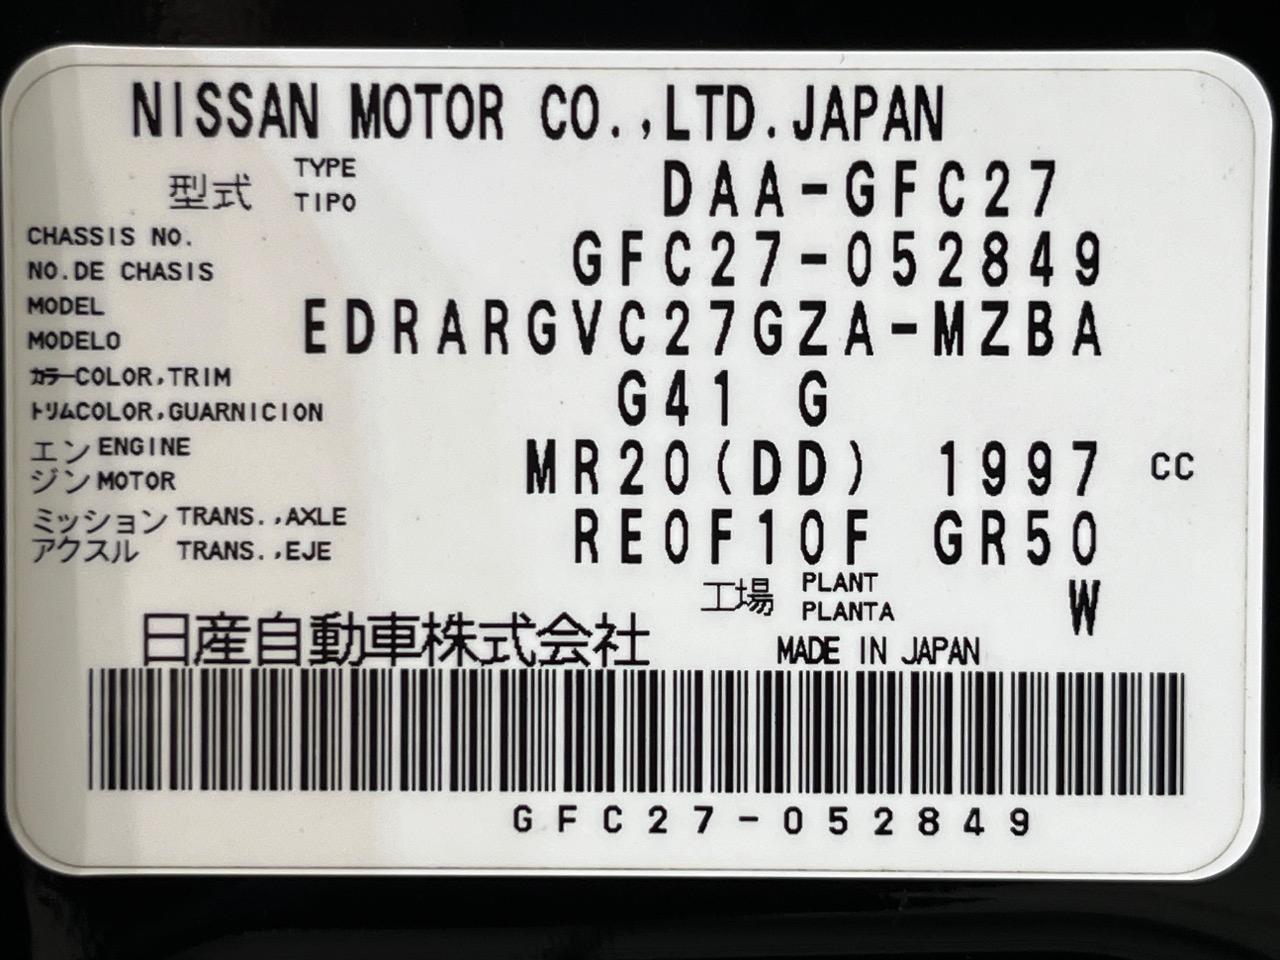 NISSAN MOTOR CO.,LTD.JAPAN
型式 TYPE TIPO DAA-GFC27
CHASSIS NO.
NO.DE CHASIS GFC27-052849
MODEL
MODELO EDRARGVC27GZA-MZBA
カラーCOLOR,TRIM
トリムCOLOR,GUARNICION G41 G
エン ENGINE
ジン MOTOR MR20(DD) 1997 CC
ミッション TRANS.,AXLE
アクスル TRANS.,EJE RE0F10F GR50
工場 PLANT PLANTA W
日産自動車株式会社 MADE IN JAPAN
GFC27-052849